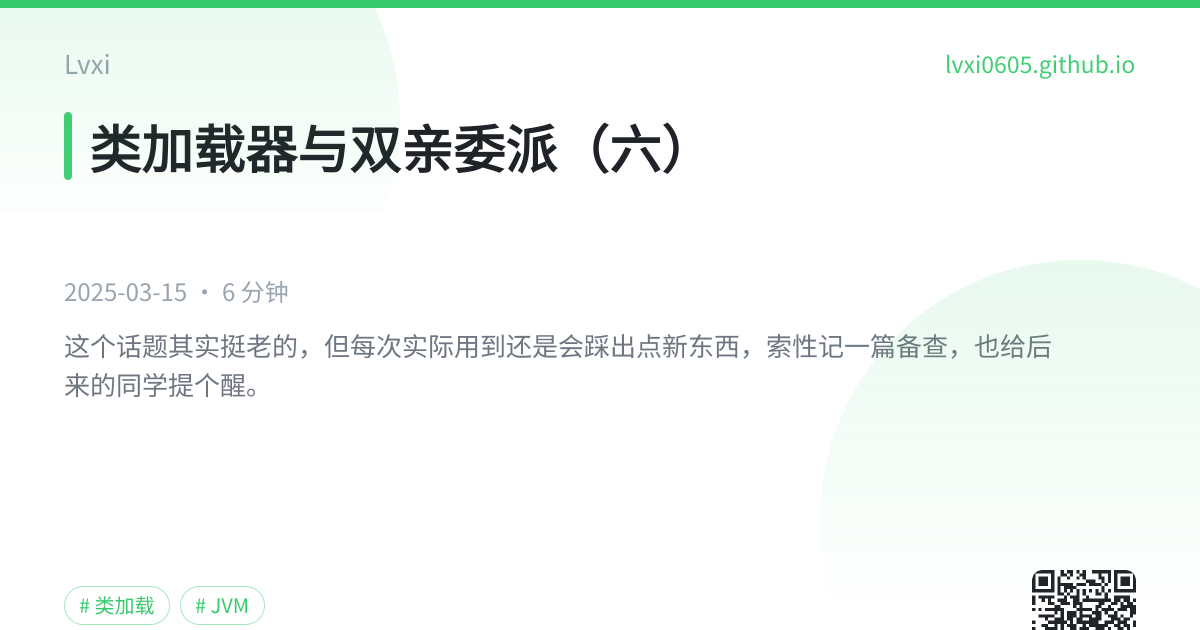 Lvxi
lvxi0605.github.io
类加载器与双亲委派（六）
2025-03-15 · 6 分钟
这个话题其实挺老的，但每次实际用到还是会踩出点新东西，索性记一篇备查，也给后
来的同学提个醒。
# 类加载
# JVM